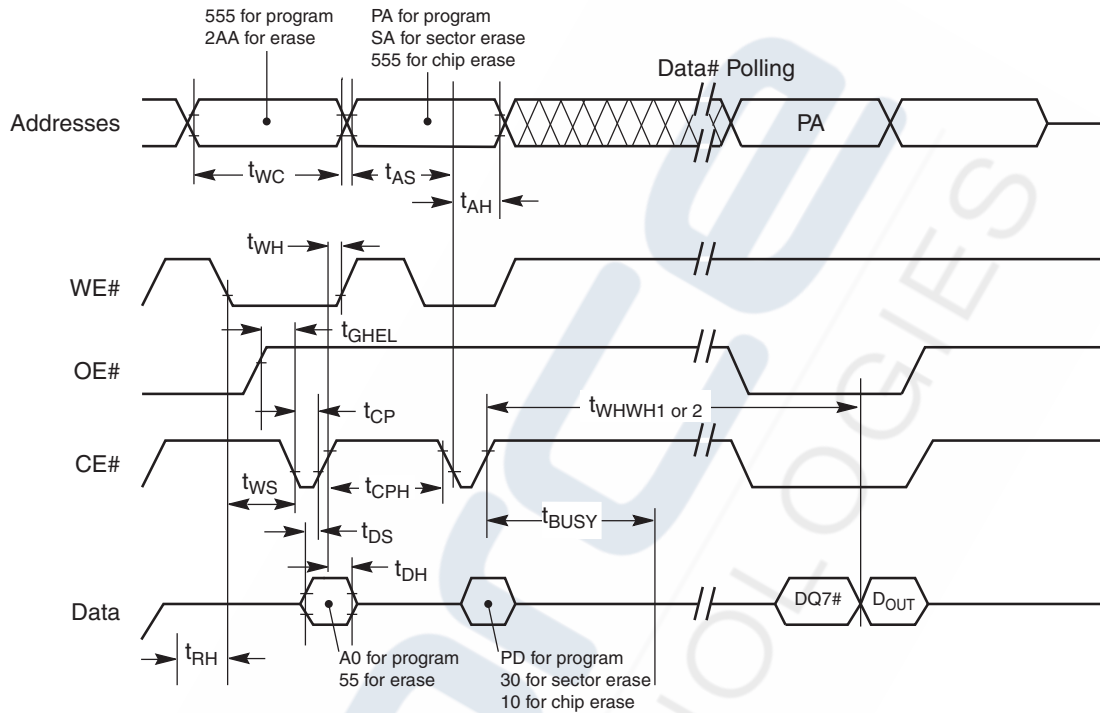 555 for program
2AA for erase
PA for program
SA for sector erase
555 for chip erase
Data# Polling
Addresses
PA
tWC
tAS
tAH
tWH
WE#
tGHEL
OE#
tWHWH1 or 2
tCP
CE#
tWS
tCPH
tBUSY
tDS
tDH
Data
DQ7#
DOUT
tRH
A0 for program
55 for erase
PD for program
30 for sector erase
10 for chip erase
OLOGIES